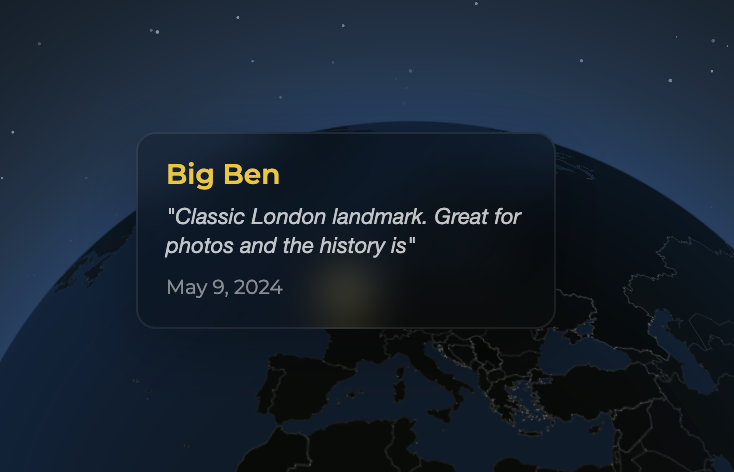 Big Ben
"Classic London landmark. Great for
photos and the history is"
May 9, 2024